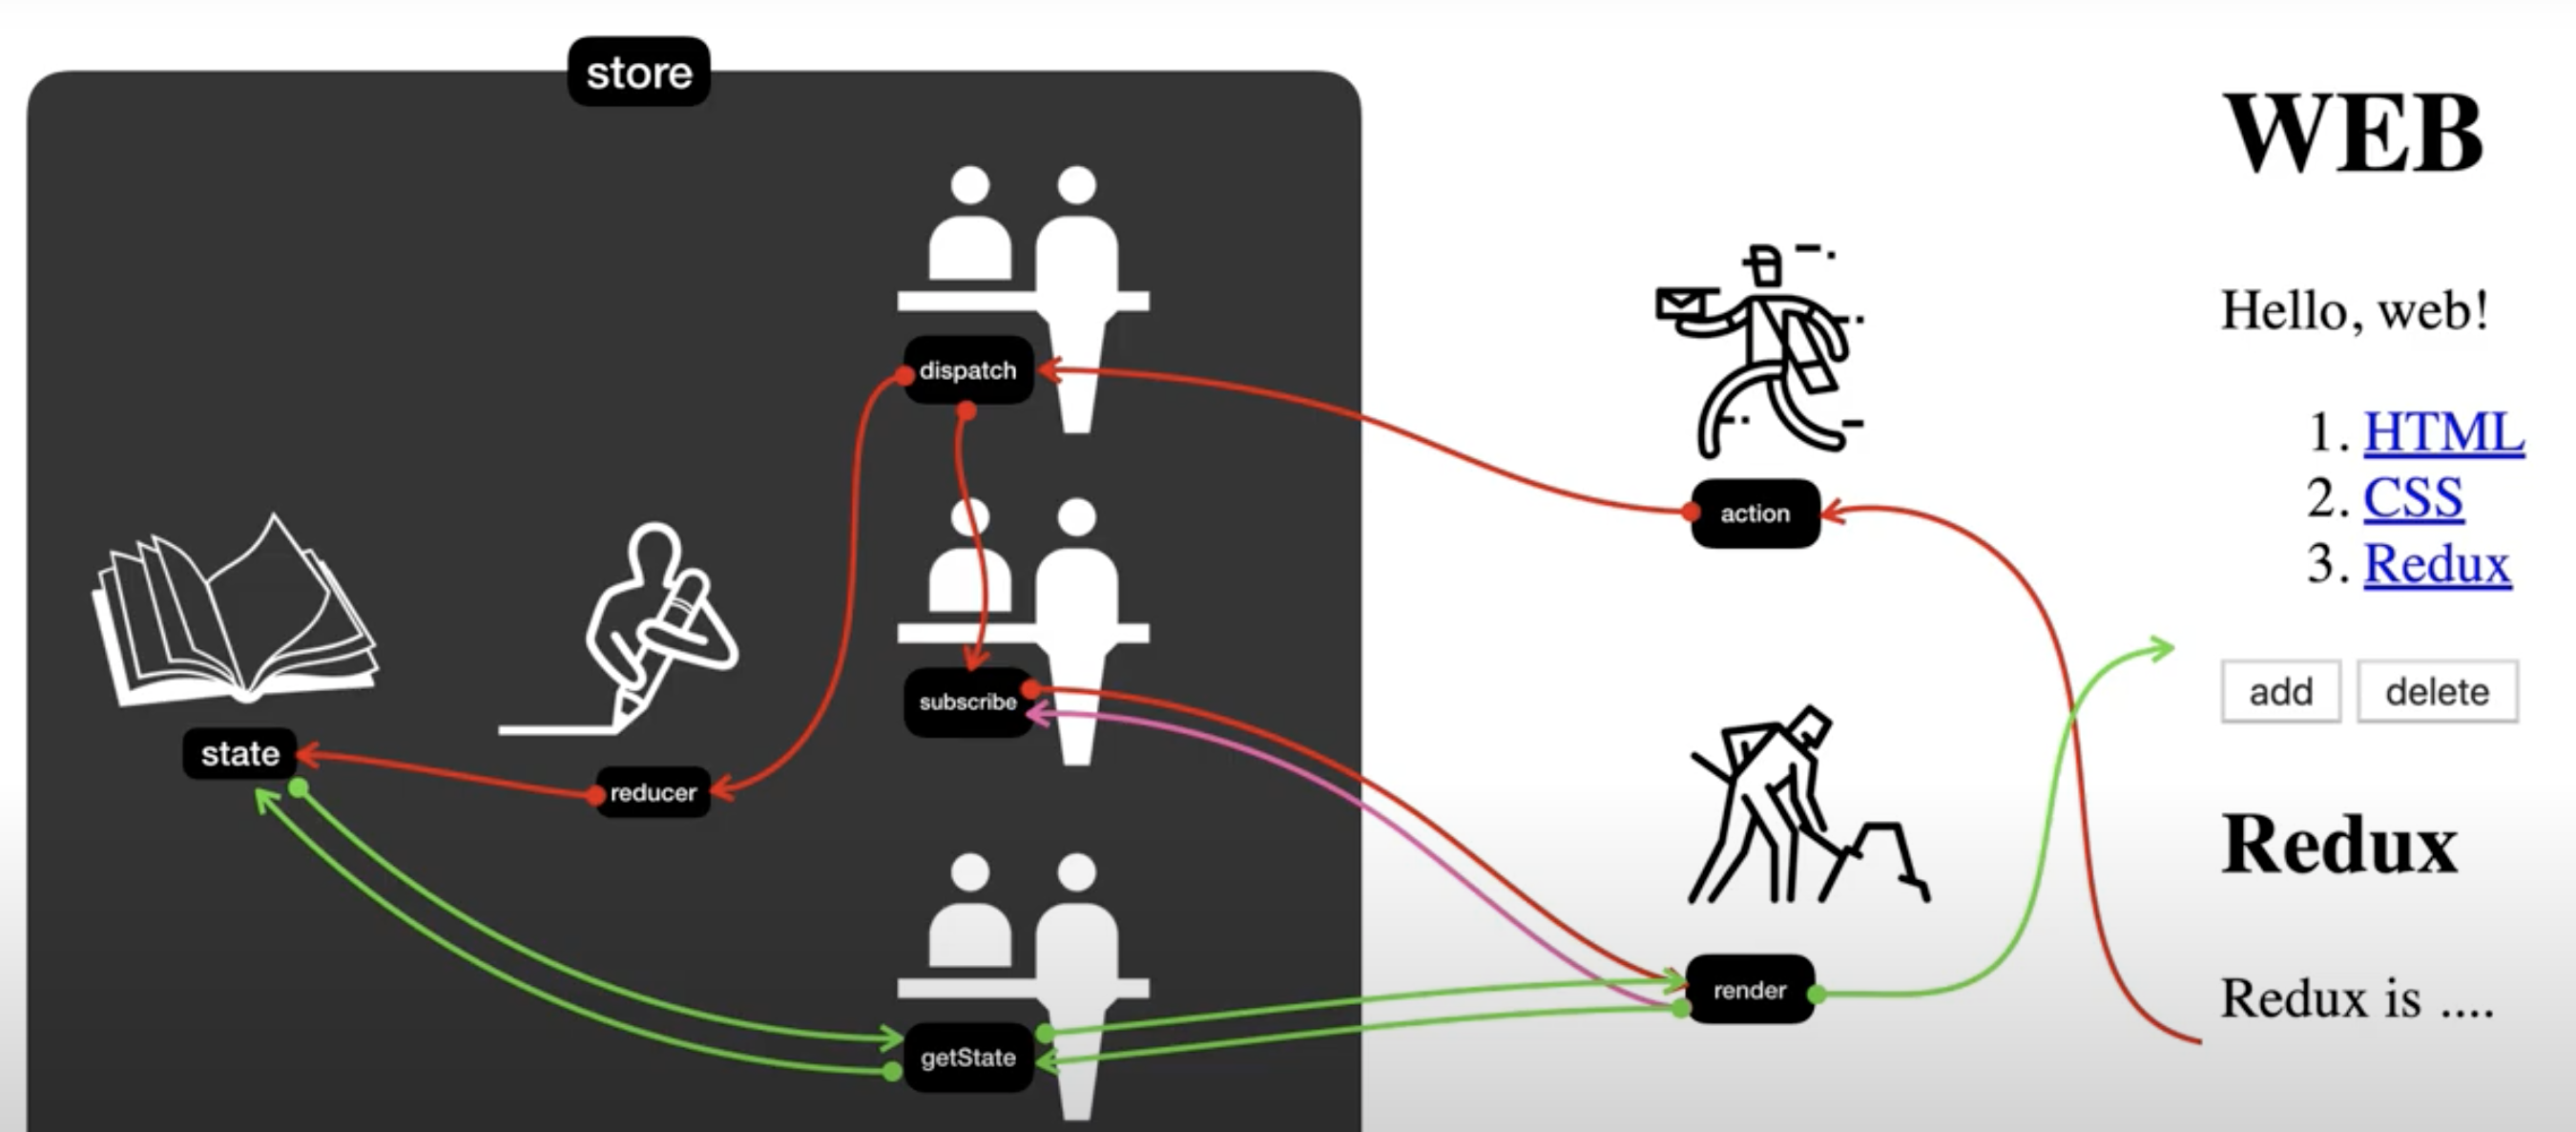 store
dispatch
subscribe
state
reducer
getState
action
render
WEB
Hello, web!
1. HTML
2. CSS
3. Redux
add delete
Redux
Redux is ....